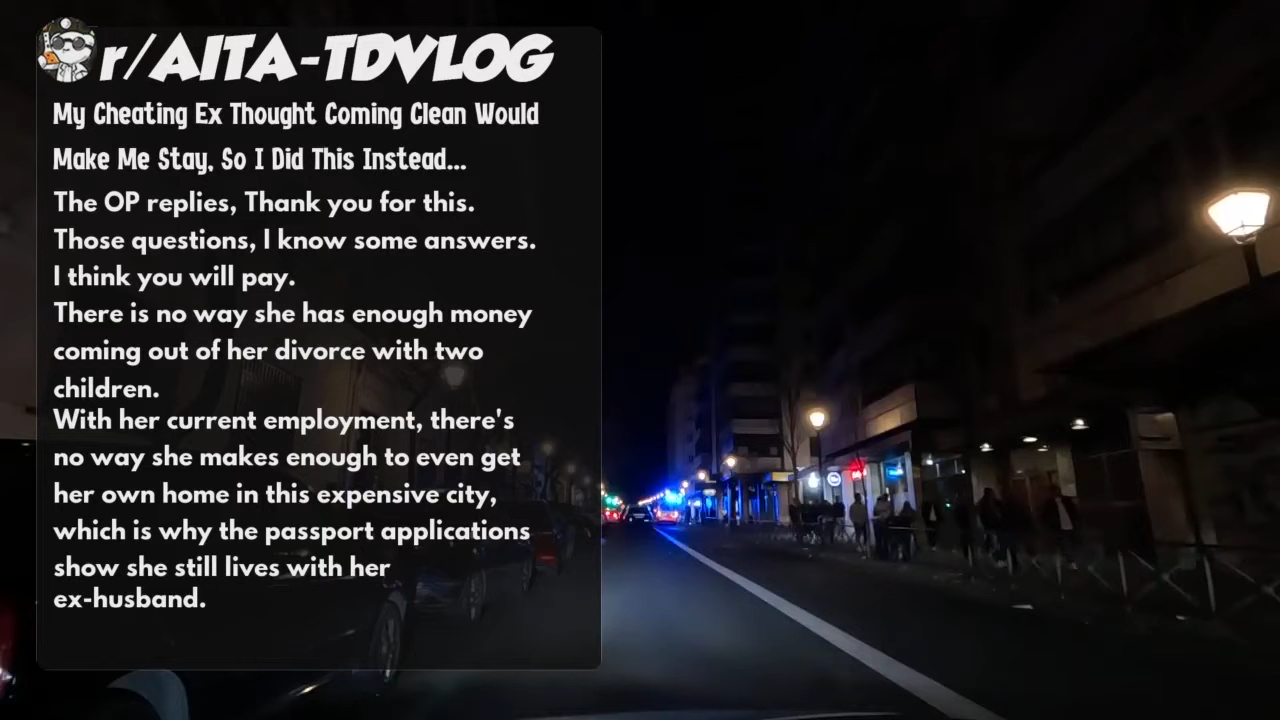 r/AITA-TDVLOG
My Cheating Ex Thought Coming Clean Would
Make Me Stay, So I Did This Instead...
The OP replies, Thank you for this.
Those questions, I know some answers.
I think you will pay.
There is no way she has enough money
coming out of her divorce with two
children.
With her current employment, there's
no way she makes enough to even get
her own home in this expensive city,
which is why the passport applications
show she still lives with her
ex-husband.